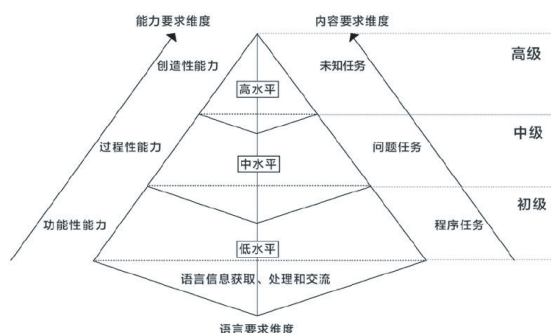 能力要求维度
内容要求维度
创造性能力
未知任务
高级
高水平
中级
过程性能力
问题任务
中水平
初级
功能性能力
程序任务
低水平
语言信息获取、处理和交流
语言要求维度